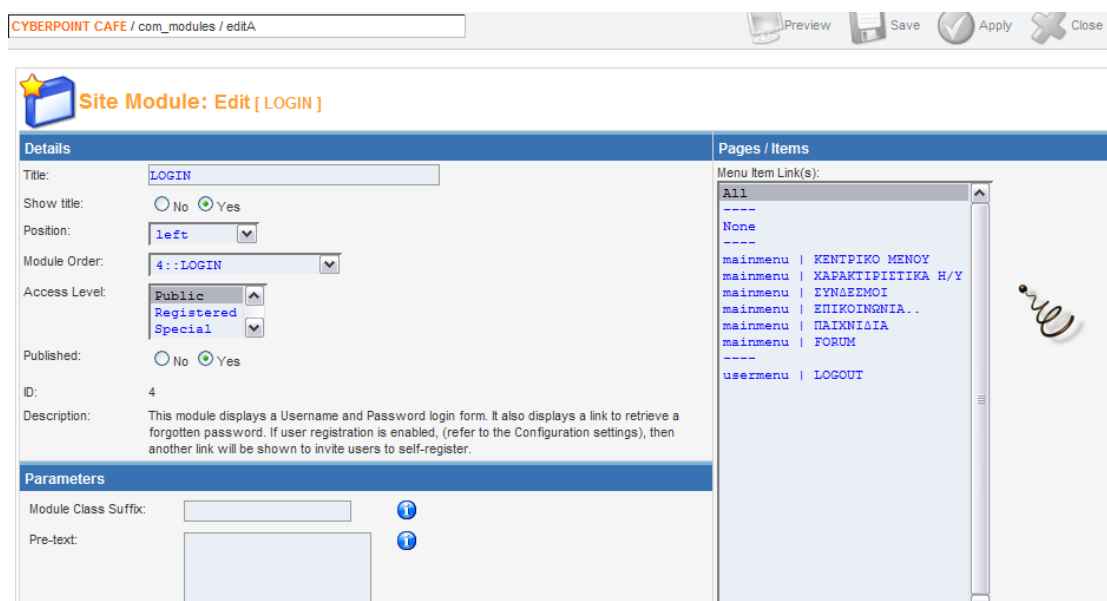 CYBERPOINT CAFE / com_modules / editA
Preview Save Apply Close
Site Module: Edit [ LOGIN ]
Details
Title: LOGIN
Show title: No Yes
Position: left
Module Order: 4::LOGIN
Access Level: Public
Registered
Special
Published: No Yes
ID: 4
Description: This module displays a Username and Password login form. It also displays a link to retrieve a
forgotten password. If user registration is enabled, (refer to the Configuration settings), then
another link will be shown to invite users to self-register.
Parameters
Module Class Suffix:
Pre-text:
Pages / Items
Menu Item Link(s):
All
----
None
----
mainmenu | ΚΕΝΤΡΙΚΟ ΜΕΝΟΥ
mainmenu | ΧΑΡΑΚΤΙΡΙΣΤΙΚΑ Η/Υ
mainmenu | ΣΥΝΔΕΣΜΟΙ
mainmenu | ΕΠΙΚΟΙΝΩΝΙΑ..
mainmenu | ΠΑΙΧΝΙΔΙΑ
mainmenu | FORUM
----
usermenu | LOGOUT